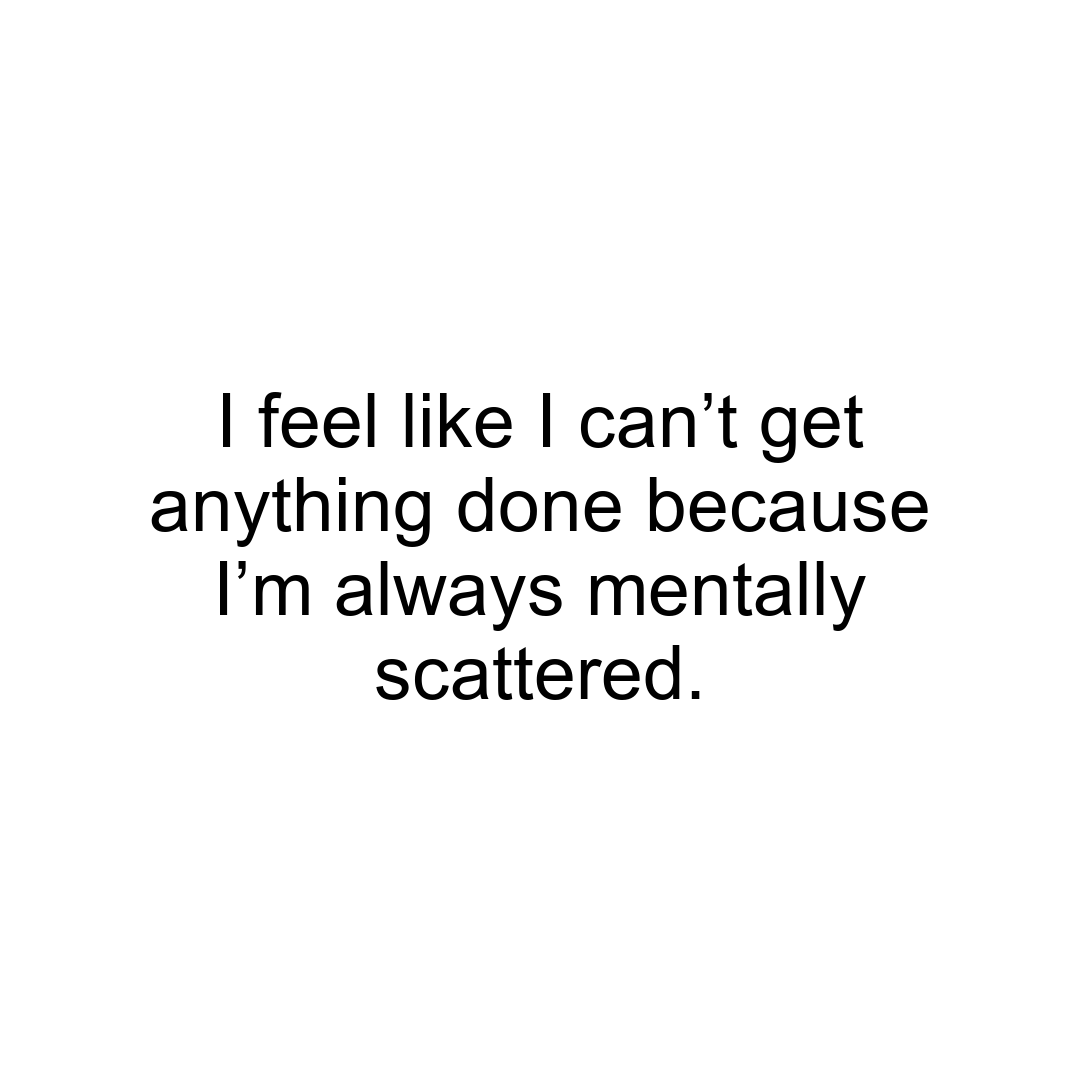 I feel like I can’t get
anything done because
I’m always mentally
scattered.